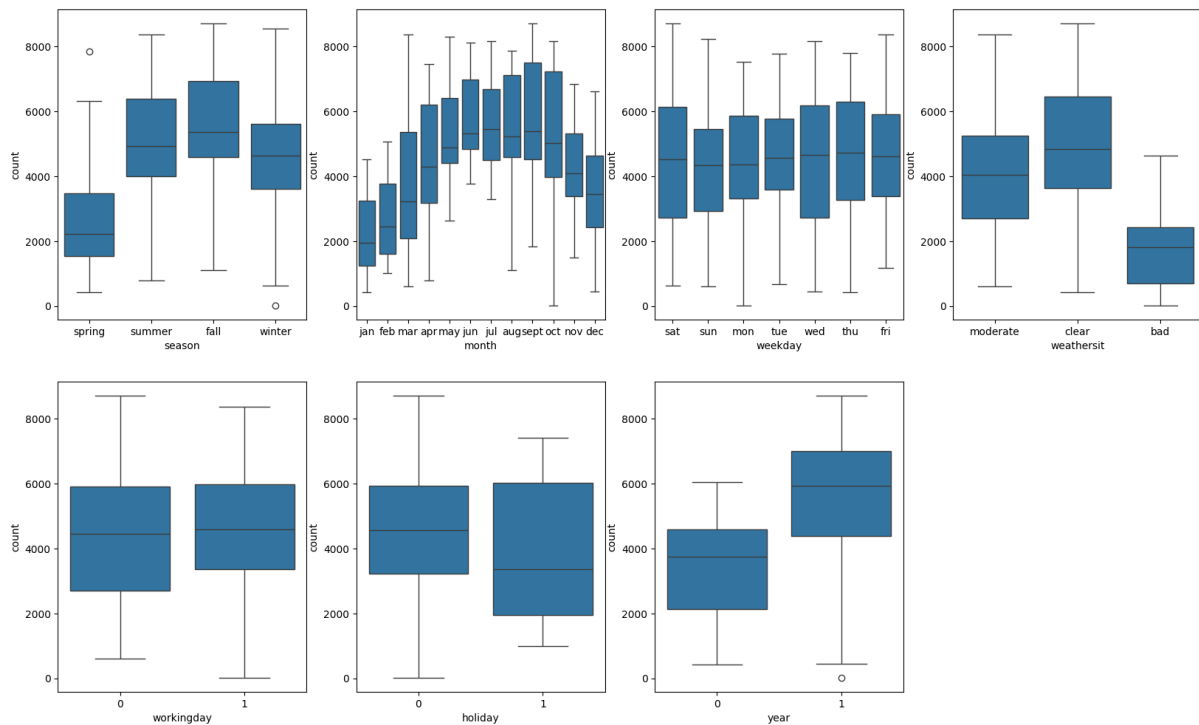 count
8000
6000
4000
2000
0
spring summer fall winter
season
count
8000
6000
4000
2000
0
jan feb mar apr may jun jul aug sept oct nov dec
month
count
8000
6000
4000
2000
0
sat sun mon tue wed thu fri
weekday
count
8000
6000
4000
2000
0
moderate clear bad
weathersit
count
8000
6000
4000
2000
0
0 1
workingday
count
8000
6000
4000
2000
0
0 1
holiday
count
8000
6000
4000
2000
0
0 1
year